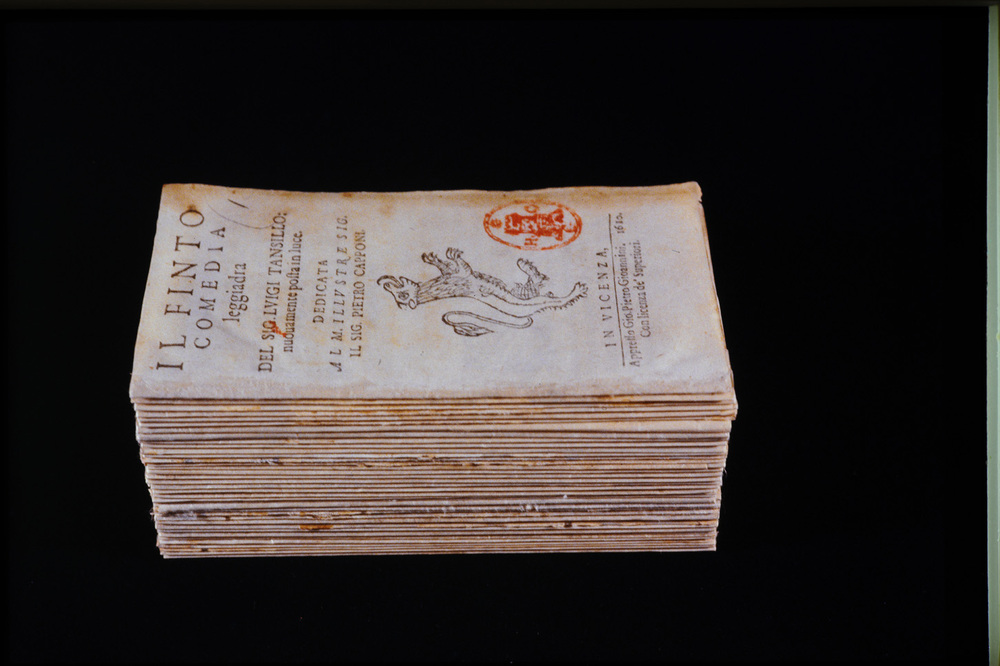 IL FINTO
COMEDIA
leggiadra
DEL SIG. LVIGI TANSILLO:
nuouamente posta in luce.
DEDICATA
AL M. ILLVSTRE SIG.
IL SIG. PIETRO CAPPONI.
IN VICENZA,
Appresso Gio. Pietro Giouannini, 1610.
Con licenza de' Superiori.